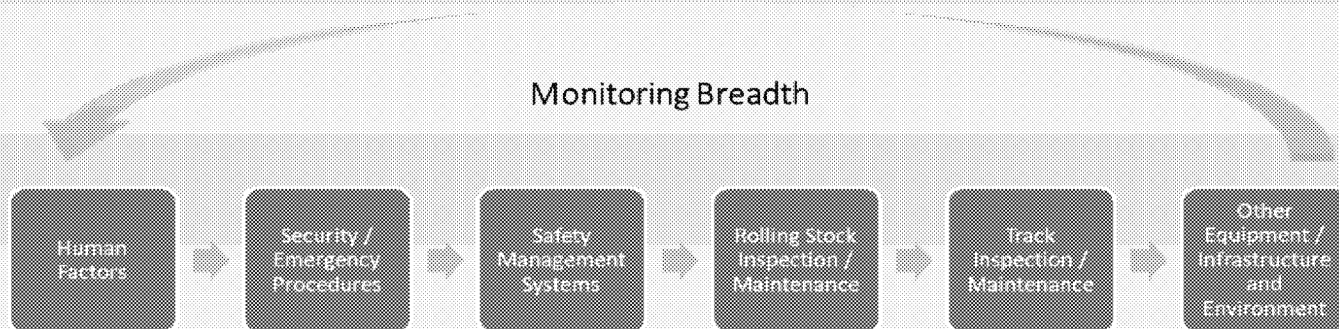 Monitoring Breadth
Human
Factors
Security /
Emergency
Procedures
Safety
Management
Systems
Rolling Stock
Inspection /
Maintenance
Track
Inspection /
Maintenance
Other
Equipment /
Infrastructure
and
Environment